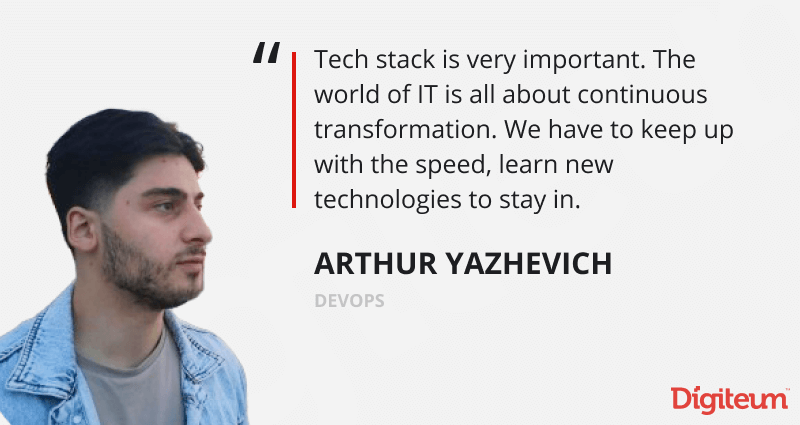 “
Tech stack is very important. The
world of IT is all about continuous
transformation. We have to keep up
with the speed, learn new
technologies to stay in.
ARTHUR YAZHEVICH
DEVOPS
Digiteum™